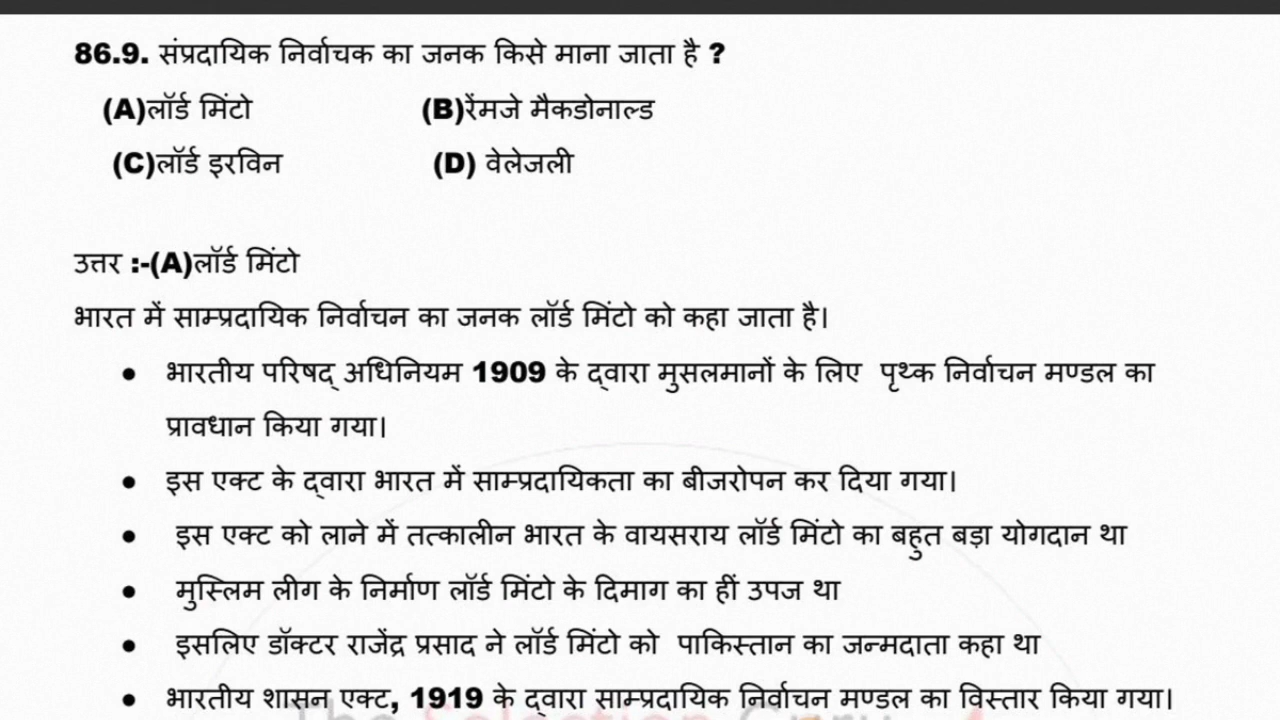 86.9. संप्रदायिक निर्वाचक का जनक किसे माना जाता है ?
(A)लॉर्ड मिंटो (B)रेंमजे मैकडोनाल्ड
(C)लॉर्ड इरविन (D) वेलेजली
उत्तर :-(A)लॉर्ड मिंटो
भारत में साम्प्रदायिक निर्वाचन का जनक लॉर्ड मिंटो को कहा जाता है।
● भारतीय परिषद् अधिनियम 1909 के द्वारा मुसलमानों के लिए पृथ्क निर्वाचन मण्डल का
प्रावधान किया गया।
● इस एक्ट के द्वारा भारत में साम्प्रदायिकता का बीजरोपन कर दिया गया।
● इस एक्ट को लाने में तत्कालीन भारत के वायसराय लॉर्ड मिंटो का बहुत बड़ा योगदान था
● मुस्लिम लीग के निर्माण लॉर्ड मिंटो के दिमाग का हीं उपज था
● इसलिए डॉक्टर राजेंद्र प्रसाद ने लॉर्ड मिंटो को पाकिस्तान का जन्मदाता कहा था
● भारतीय शासन एक्ट, 1919 के द्वारा साम्प्रदायिक निर्वाचन मण्डल का विस्तार किया गया।